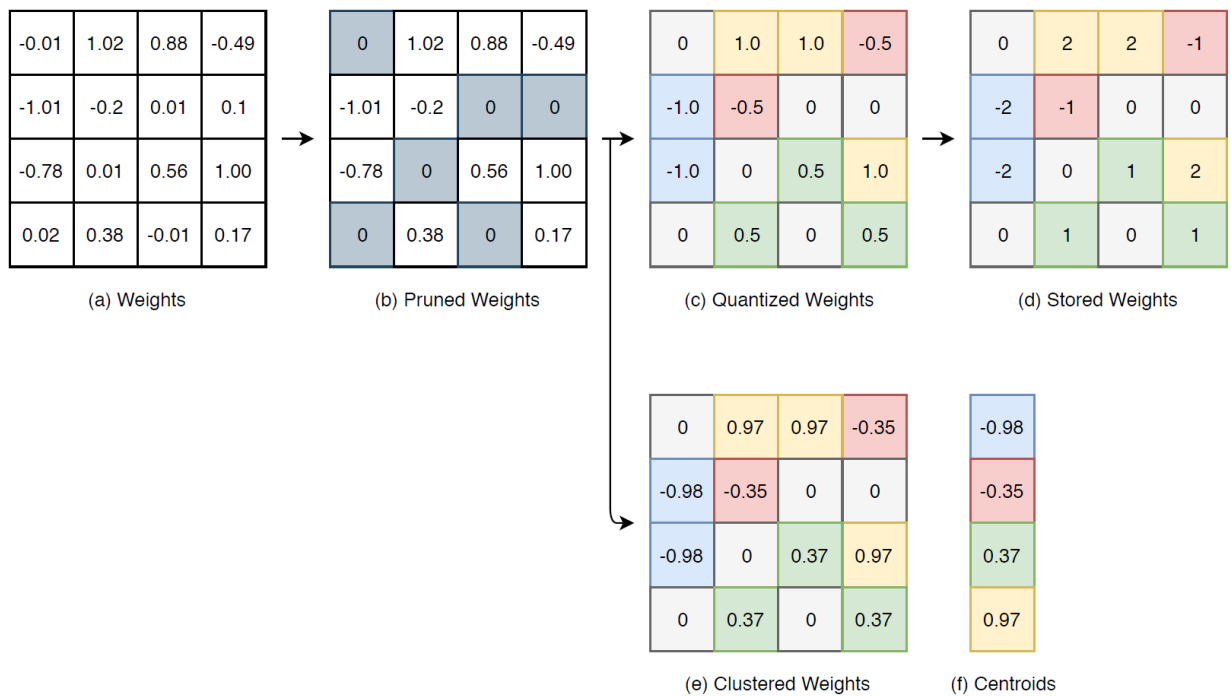 -0.01 1.02 0.88 -0.49
-1.01 -0.2 0.01 0.1
-0.78 0.01 0.56 1.00
0.02 0.38 -0.01 0.17
(a) Weights
0 1.02 0.88 -0.49
-1.01 -0.2 0 0
-0.78 0 0.56 1.00
0 0.38 0 0.17
(b) Pruned Weights
0 1.0 1.0 -0.5
-1.0 -0.5 0 0
-1.0 0 0.5 1.0
0 0.5 0 0.5
(c) Quantized Weights
0 2 2 -1
-2 -1 0 0
-2 0 1 2
0 1 0 1
(d) Stored Weights
0 0.97 0.97 -0.35
-0.98 -0.35 0 0
-0.98 0 0.37 0.97
0 0.37 0 0.37
(e) Clustered Weights
-0.98
-0.35
0.37
0.97
(f) Centroids